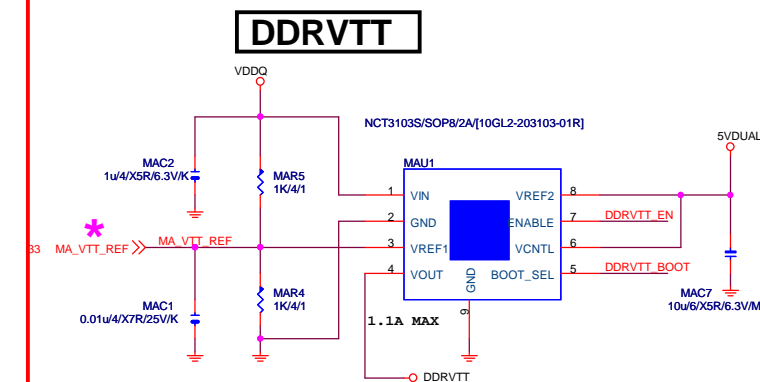 DDRVTT
VDDQ
NCT3103S/SOP8/2A/[10GL2-203103-01R]
5VDUAL
MAC2
1u/4/X5R/6.3V/K
MAR5
1K/4/1
MAU1
1 VIN VREF2 8
2 GND ENABLE 7 DDRVTT_EN
33 MA_VTT_REF MA_VTT_REF 3 VREF1 VCNTL 6
4 VOUT BOOT_SEL 5 DDRVTT_BOOT
GND
9
*
MAC1
0.01u/4/X7R/25V/K
MAR4
1K/4/1
MAC7
10u/6/X5R/6.3V/M
1.1A MAX
DDRVTT